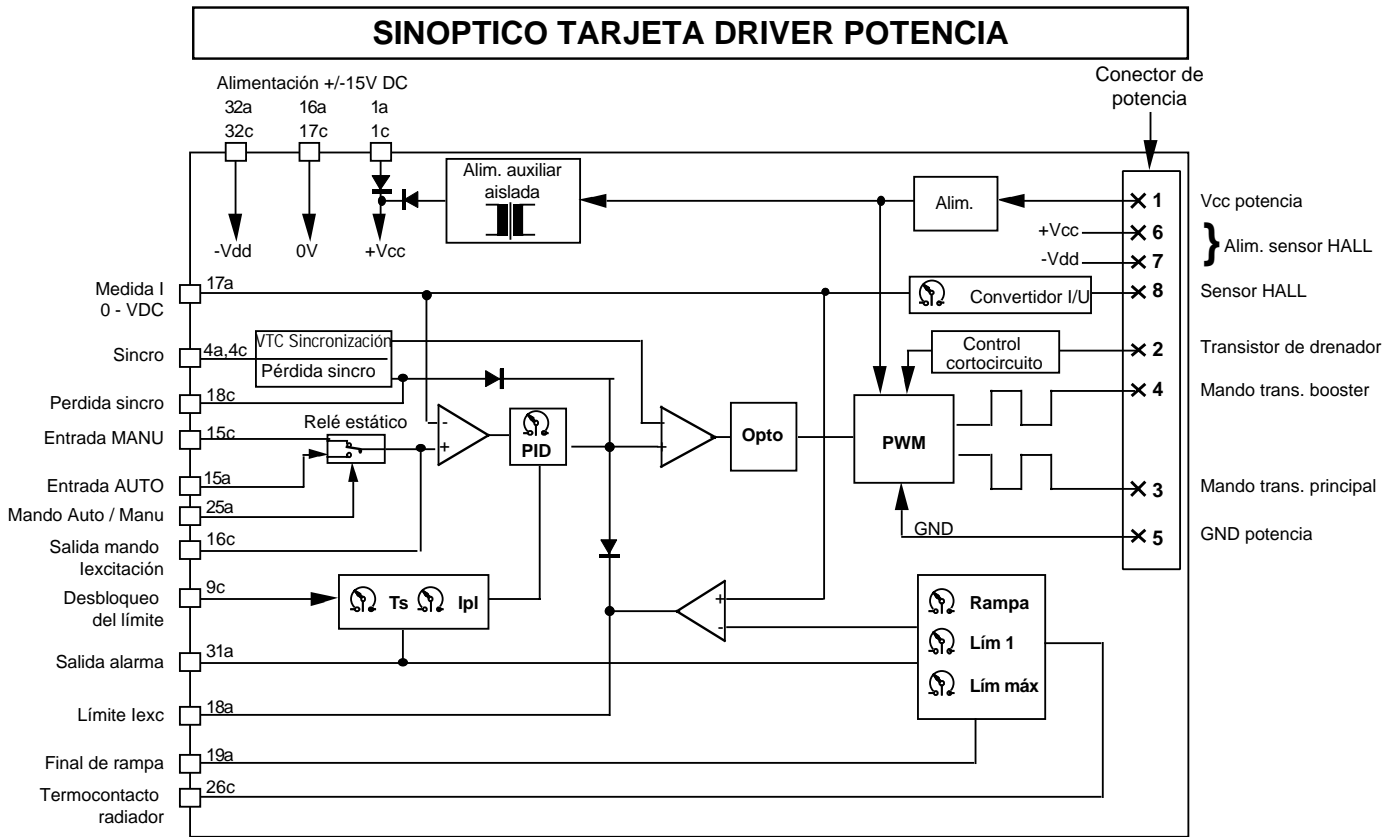 SINOPTICO TARJETA DRIVER POTENCIA
Alimentación +/-15V DC
32a 16a 1a
32c 17c 1c
Conector de
potencia
Alim. auxiliar
aislada
Alim.
1 Vcc potencia
+Vcc 6
-Vdd 7
} Alim. sensor HALL
-Vdd 0V +Vcc
Medida I
0 - VDC
17a
Convertidor I/U
8 Sensor HALL
Sincro
4a,4c
VTC Sincronización
Pérdida sincro
Control
cortocircuito
2 Transistor de drenador
Perdida sincro
18c
4 Mando trans. booster
Relé estático
Entrada MANU
15c
-
+
PID
-
+
Opto
PWM
Entrada AUTO
15a
3 Mando trans. principal
Mando Auto / Manu
25a
GND
5 GND potencia
Salida mando
Iexcitación
16c
Desbloqueo
del límite
9c
Ts Ipl
+
-
Rampa
Lím 1
Lím máx
Salida alarma
31a
Límite Iexc
18a
Final de rampa
19a
Termocontacto
radiador
26c